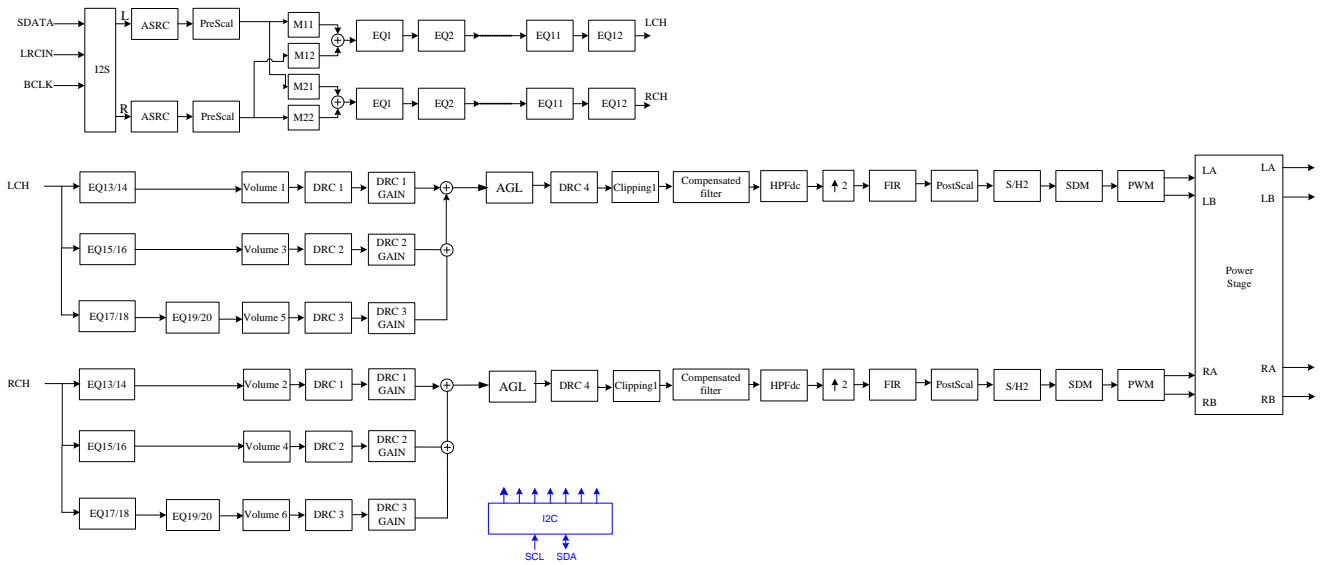 SDATA
LRCIN
BCLK
I2S
L
ASRC
PreScal
M11
M12
EQ1
EQ2
EQ11
EQ12
LCH
R
ASRC
PreScal
M21
M22
EQ1
EQ2
EQ11
EQ12
RCH
LCH
EQ13/14
Volume 1
DRC 1
DRC 1
GAIN
AGL
DRC 4
Clipping1
Compensated
filter
HPFdc
2
FIR
PostScal
S/H2
SDM
PWM
LA
LB
LA
LB
EQ15/16
Volume 3
DRC 2
DRC 2
GAIN
Power
Stage
EQ17/18
EQ19/20
Volume 5
DRC 3
DRC 3
GAIN
RCH
EQ13/14
Volume 2
DRC 1
DRC 1
GAIN
AGL
DRC 4
Clipping1
Compensated
filter
HPFdc
2
FIR
PostScal
S/H2
SDM
PWM
RA
RB
RA
RB
EQ15/16
Volume 4
DRC 2
DRC 2
GAIN
EQ17/18
EQ19/20
Volume 6
DRC 3
DRC 3
GAIN
I2C
SCL
SDA